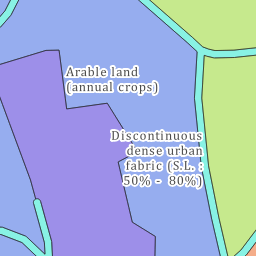 Arable land
(annual crops)
Discontinuous
dense urban
fabric (S.L. :
50% - 80%)